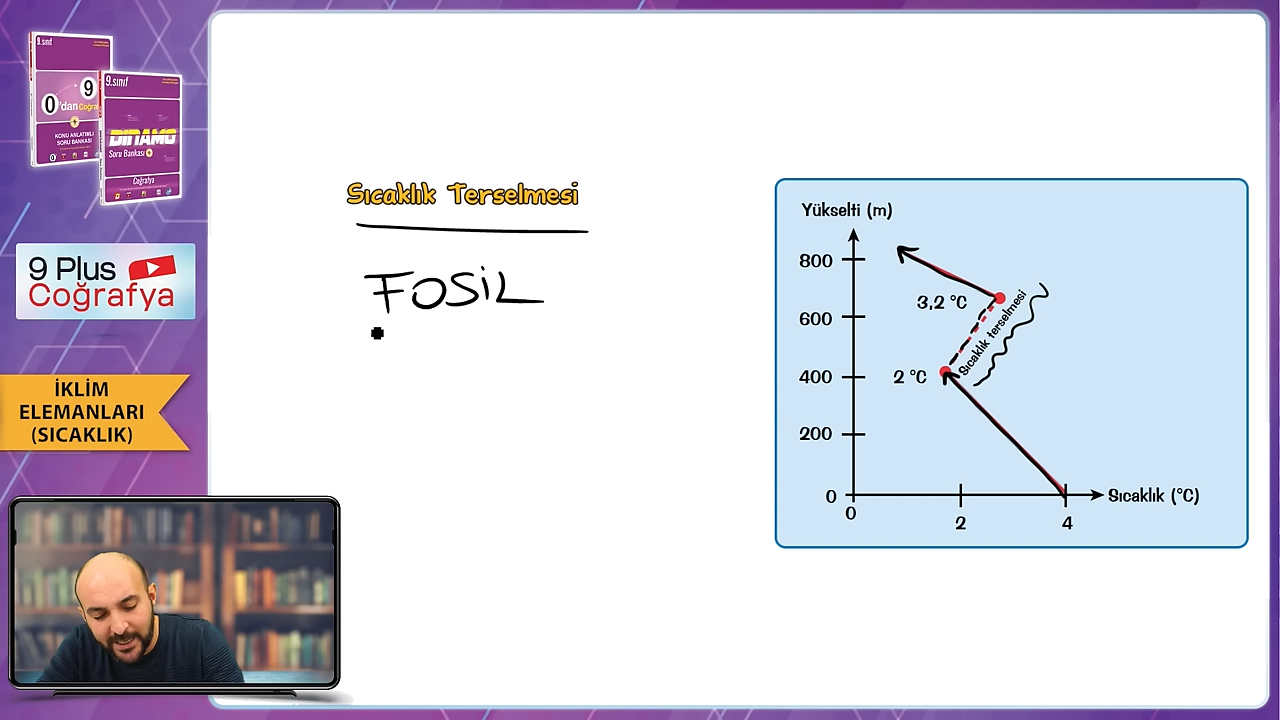 9.sınıf
0'dan Coğrafya
9
KONU ANLATIMLI
SORU BANKASI
9.sınıf
DİNAMO
Soru Bankası
Coğrafya
9 Plus
Coğrafya
İKLİM
ELEMANLARI
(SICAKLIK)
Sıcaklık Terselmesi
FOSİL
Yükselti (m)
800
3,2 °C
600
Sıcaklık terselmesi
400
2 °C
200
0
Sıcaklık (°C)
0
2
4